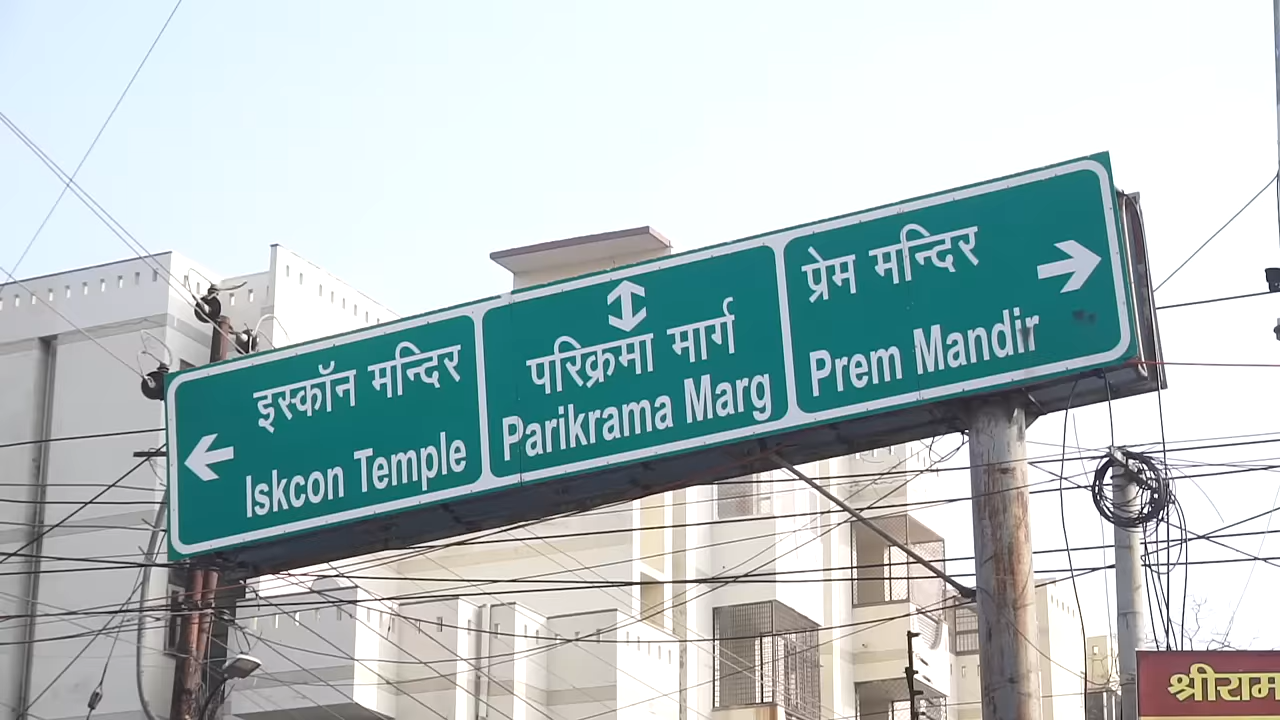 इस्कॉन मन्दिर
Iskcon Temple
परिक्रमा मार्ग
Parikrama Marg
प्रेम मन्दिर
Prem Mandir
श्रीराम